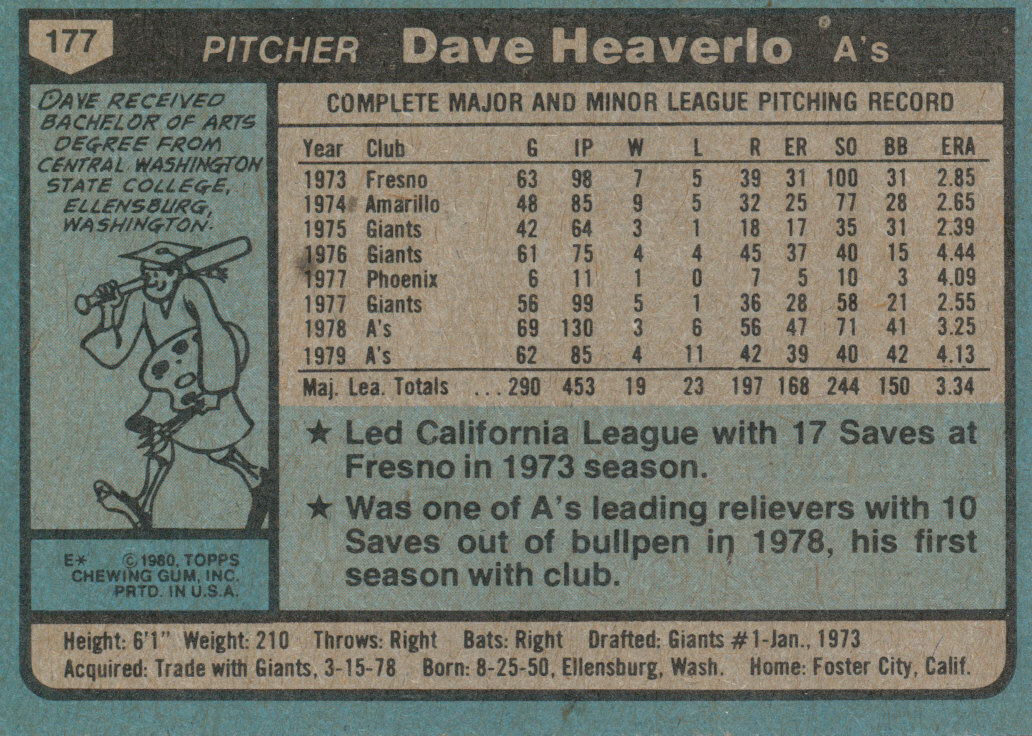 177 PITCHER Dave Heaverlo A's
DAVE RECEIVED
BACHELOR OF ARTS
DEGREE FROM
CENTRAL WASHINGTON
STATE COLLEGE,
ELLENSBURG,
WASHINGTON.
E* ©1980, TOPPS
CHEWING GUM, INC.
PRTD. IN U.S.A.
COMPLETE MAJOR AND MINOR LEAGUE PITCHING RECORD
Year Club G IP W L R ER SO BB ERA
1973 Fresno 63 98 7 5 39 31 100 31 2.85
1974 Amarillo 48 85 9 5 32 25 77 28 2.65
1975 Giants 42 64 3 1 18 17 35 31 2.39
1976 Giants 61 75 4 4 45 37 40 15 4.44
1977 Phoenix 6 11 1 0 7 5 10 3 4.09
1977 Giants 56 99 5 1 36 28 58 21 2.55
1978 A's 69 130 3 6 56 47 71 41 3.25
1979 A's 62 85 4 11 42 39 40 42 4.13
Maj. Lea. Totals ...290 453 19 23 197 168 244 150 3.34
★ Led California League with 17 Saves at
Fresno in 1973 season.
★ Was one of A's leading relievers with 10
Saves out of bullpen in 1978, his first
season with club.
Height: 6'1" Weight: 210 Throws: Right Bats: Right Drafted: Giants #1-Jan., 1973
Acquired: Trade with Giants, 3-15-78 Born: 8-25-50, Ellensburg, Wash. Home: Foster City, Calif.